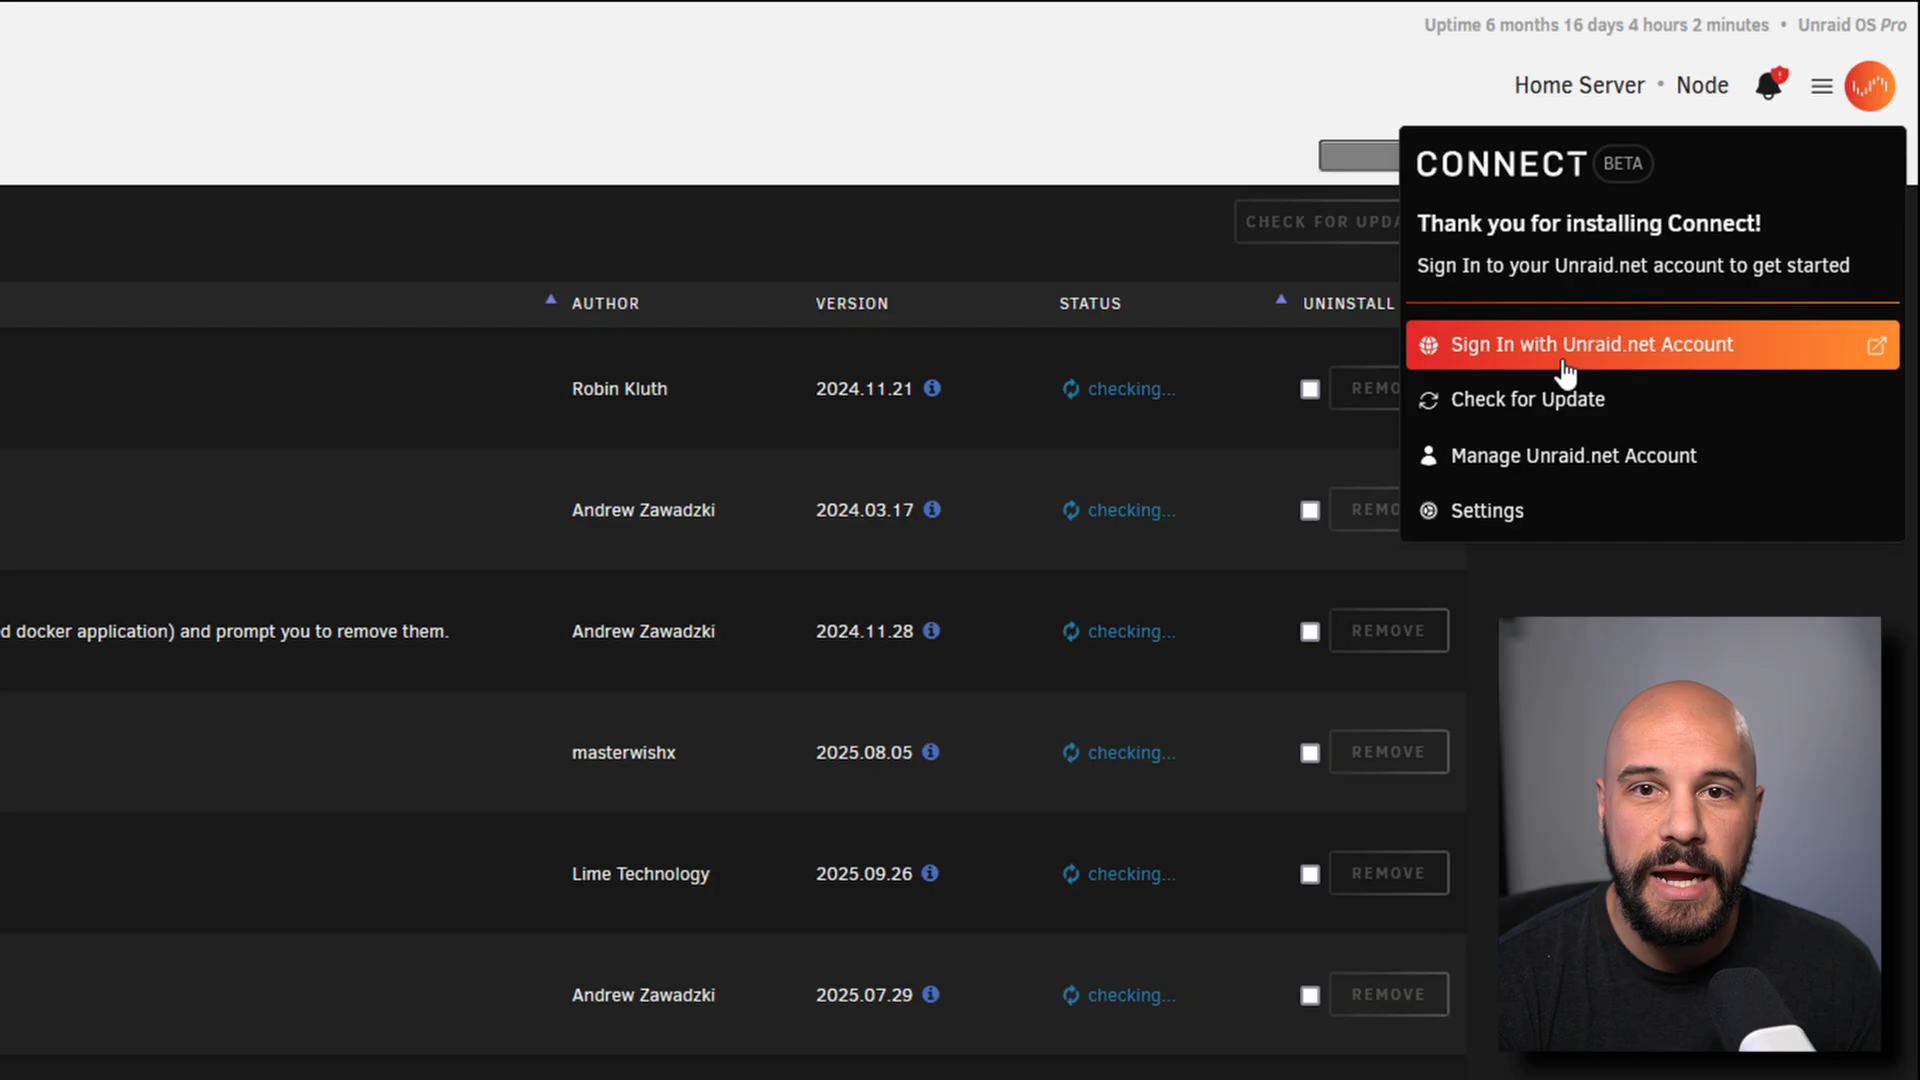 Uptime 6 months 16 days 4 hours 2 minutes • Unraid OS Pro
Home Server • Node
CONNECT BETA
Thank you for installing Connect!
Sign In to your Unraid.net account to get started
Sign In with Unraid.net Account
Check for Update
Manage Unraid.net Account
Settings
CHECK FOR UPDA
AUTHOR VERSION STATUS UNINSTALL
Robin Kluth 2024.11.21 checking... REMO
Andrew Zawadzki 2024.03.17 checking... REMO
d docker application) and prompt you to remove them. Andrew Zawadzki 2024.11.28 checking... REMOVE
masterwishx 2025.08.05 checking... REMOVE
Lime Technology 2025.09.26 checking... REMOVE
Andrew Zawadzki 2025.07.29 checking... REMOVE